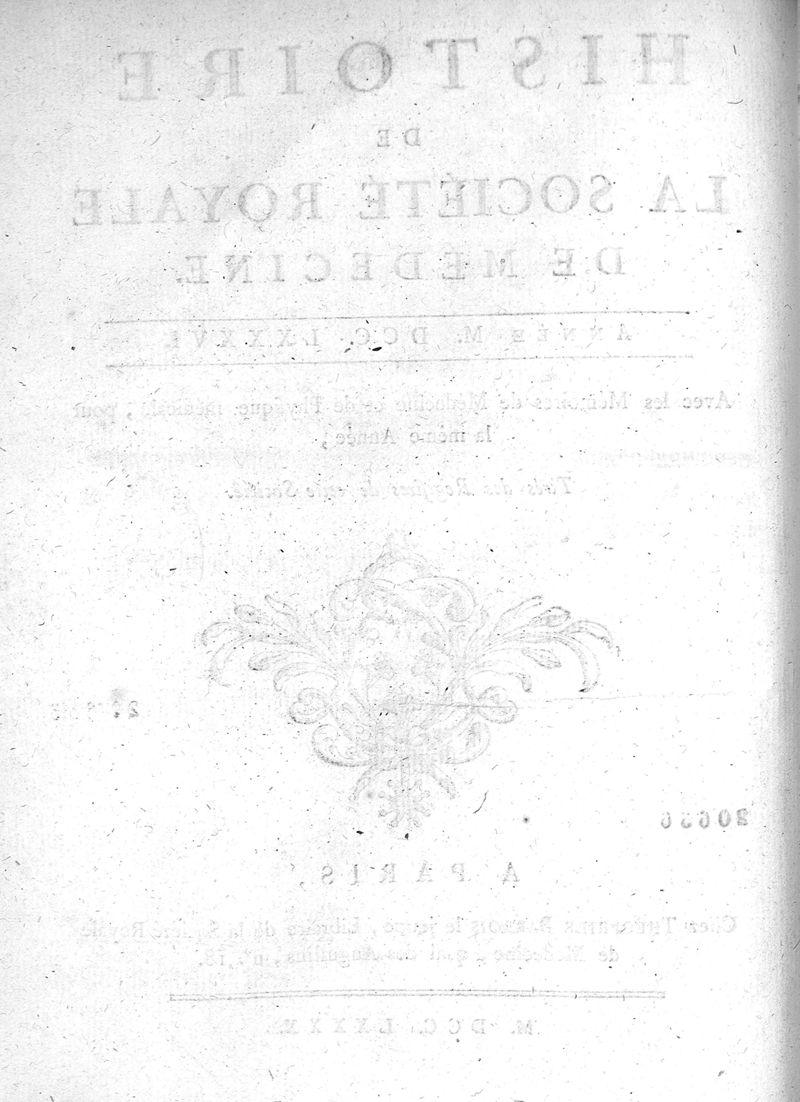 HISTOIRE
DE
LA SOCIÉTÉ ROYALE
DE MÉDECINE.
ANNÉE M. DCC. LXXXVI.
Avec les Mémoires de Médecine & de Physique médicale, pour
la même Année;
Tirés des Registres de cette Société.
20636
A PARIS,
Chez THÉOPHILE BARROIS le jeune, Libraire de la Société Royale
de Médecine, quai des Augustins, n°. 18.
M. DCC. LXXXX.